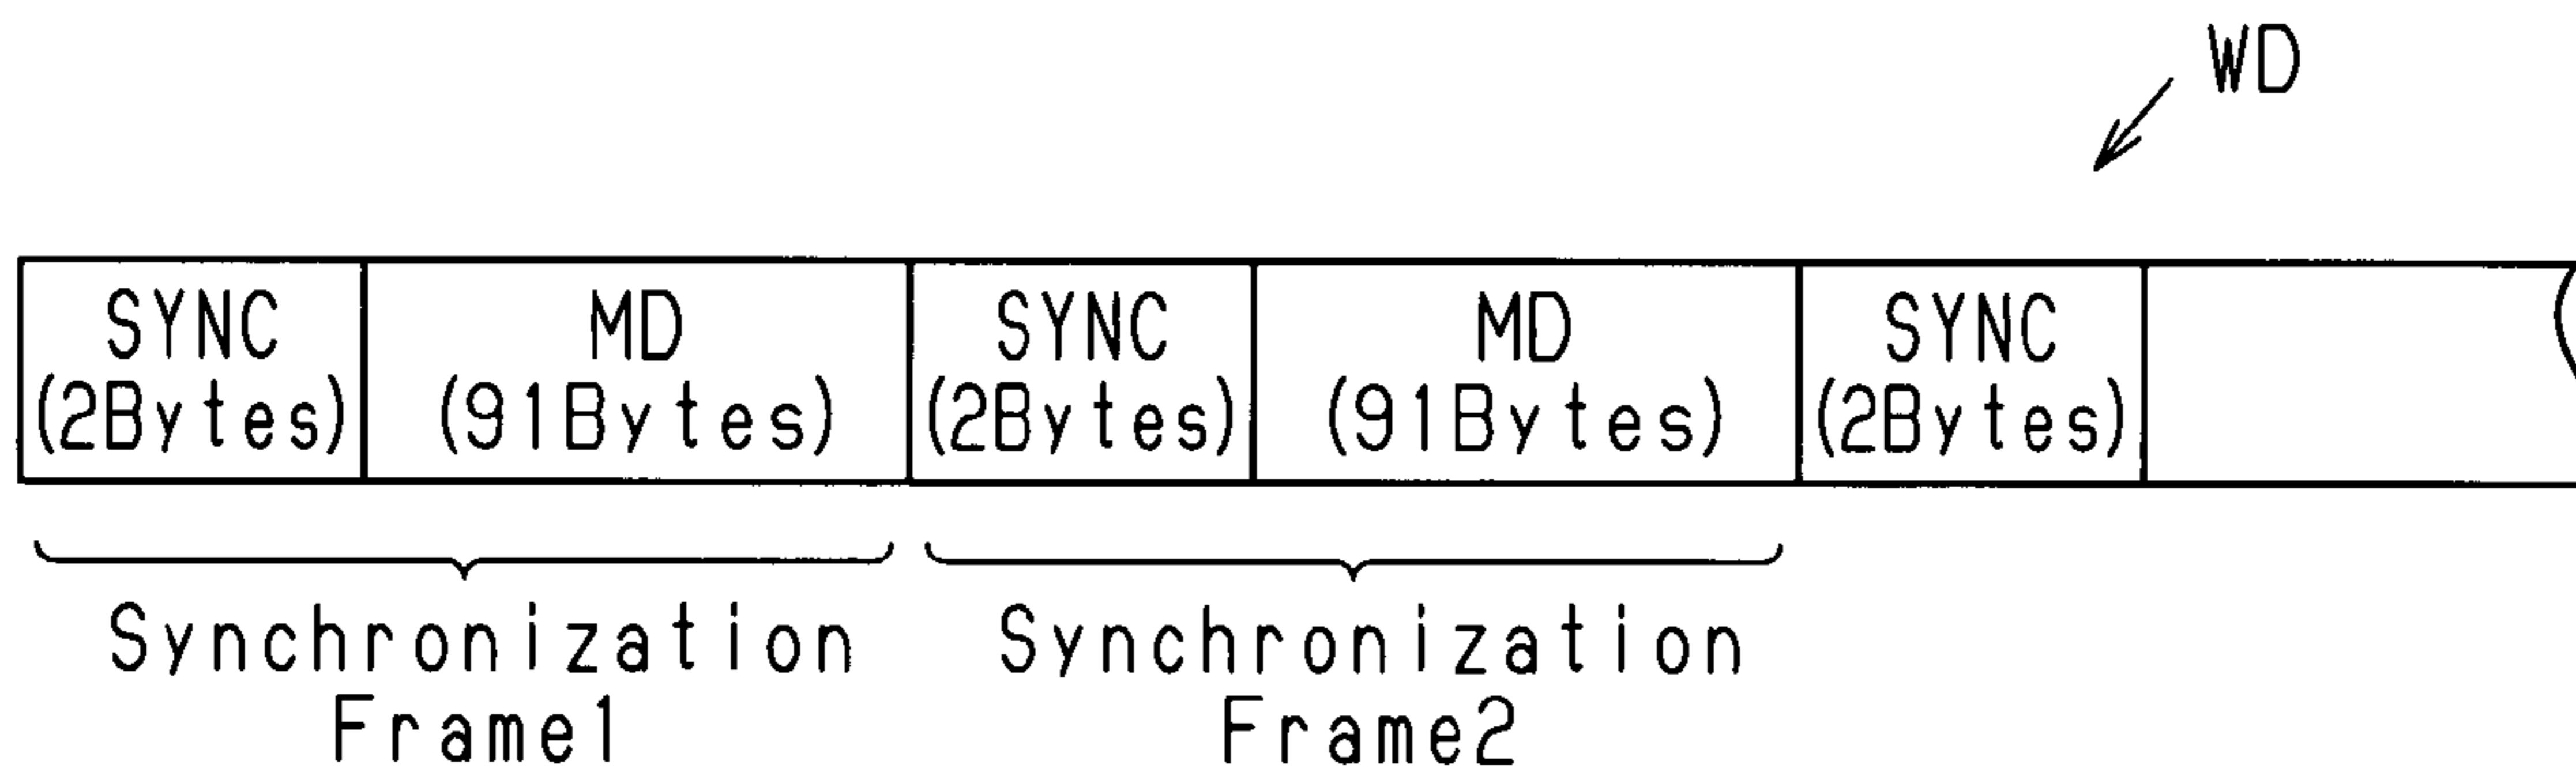 WD
SYNC MD SYNC MD SYNC
(2Bytes) (91Bytes) (2Bytes) (91Bytes) (2Bytes)
Synchronization Synchronization
Frame1 Frame2